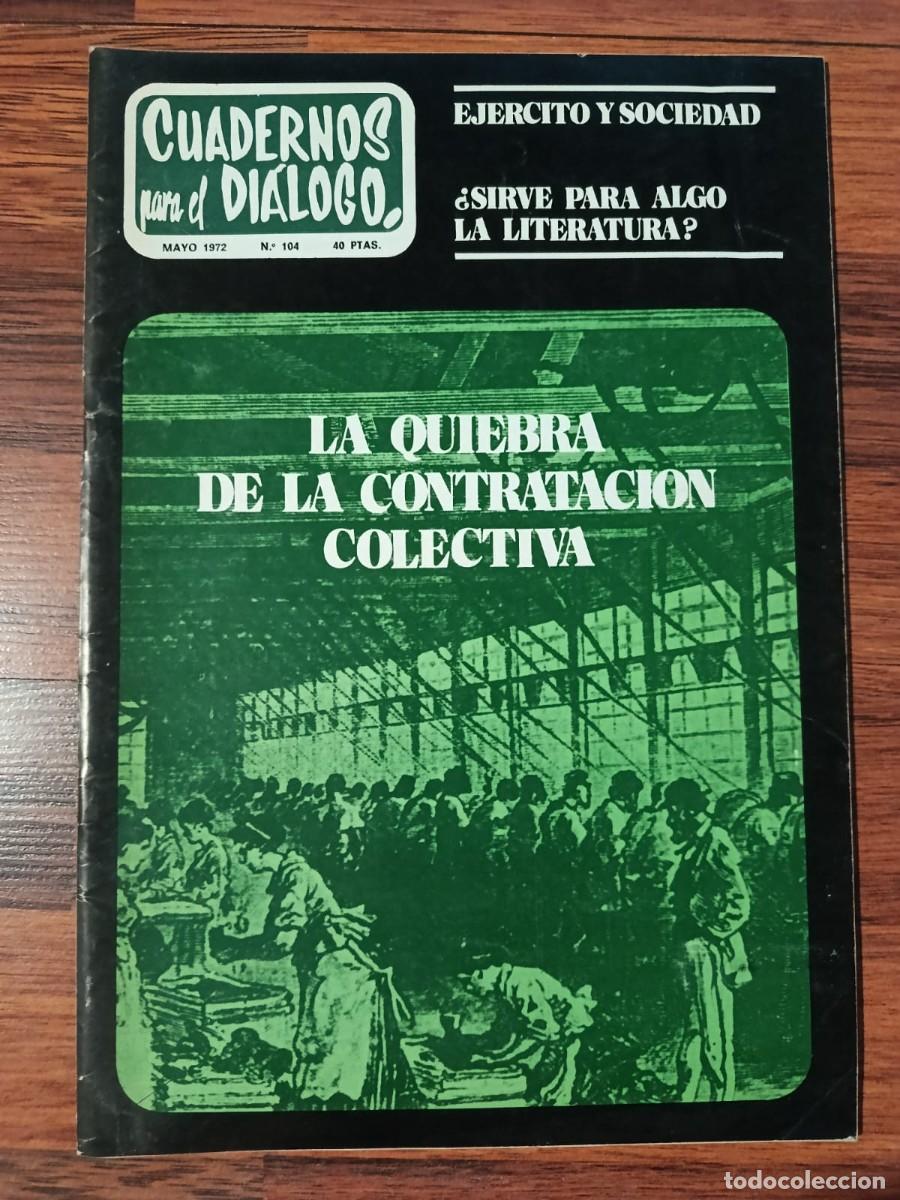 CUADERNOS
para el DIÁLOGO.
MAYO 1972 N.º 104 40 PTAS.
EJERCITO Y SOCIEDAD
¿SIRVE PARA ALGO
LA LITERATURA?
LA QUIEBRA
DE LA CONTRATACION
COLECTIVA
todocoleccion